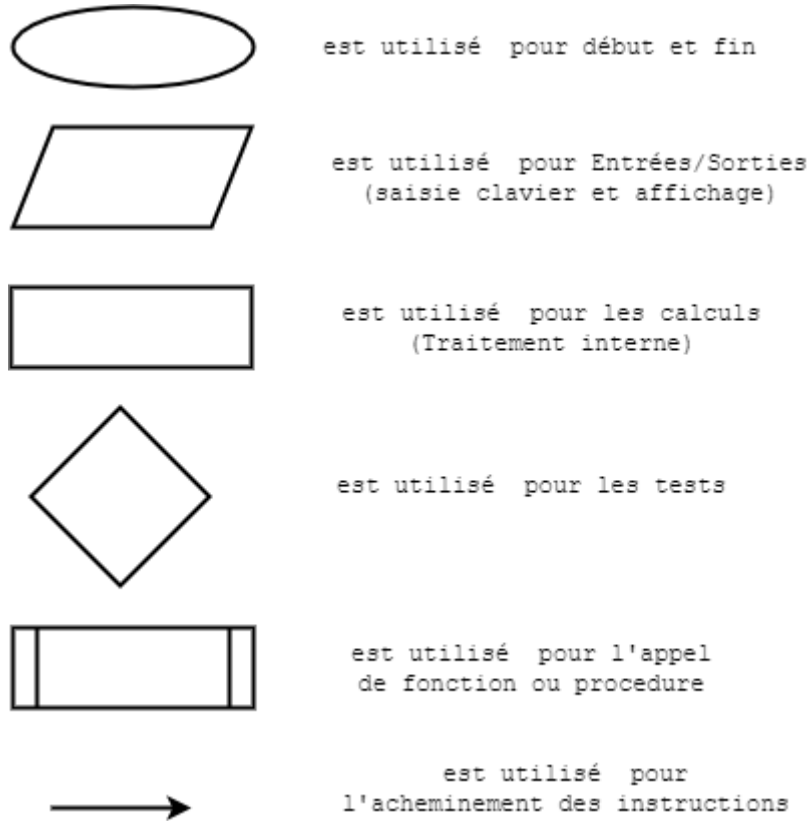 est utilisé pour début et fin
est utilisé pour Entrées/Sorties
(saisie clavier et affichage)
est utilisé pour les calculs
(Traitement interne)
est utilisé pour les tests
est utilisé pour l'appel
de fonction ou procedure
est utilisé pour
l'acheminement des instructions